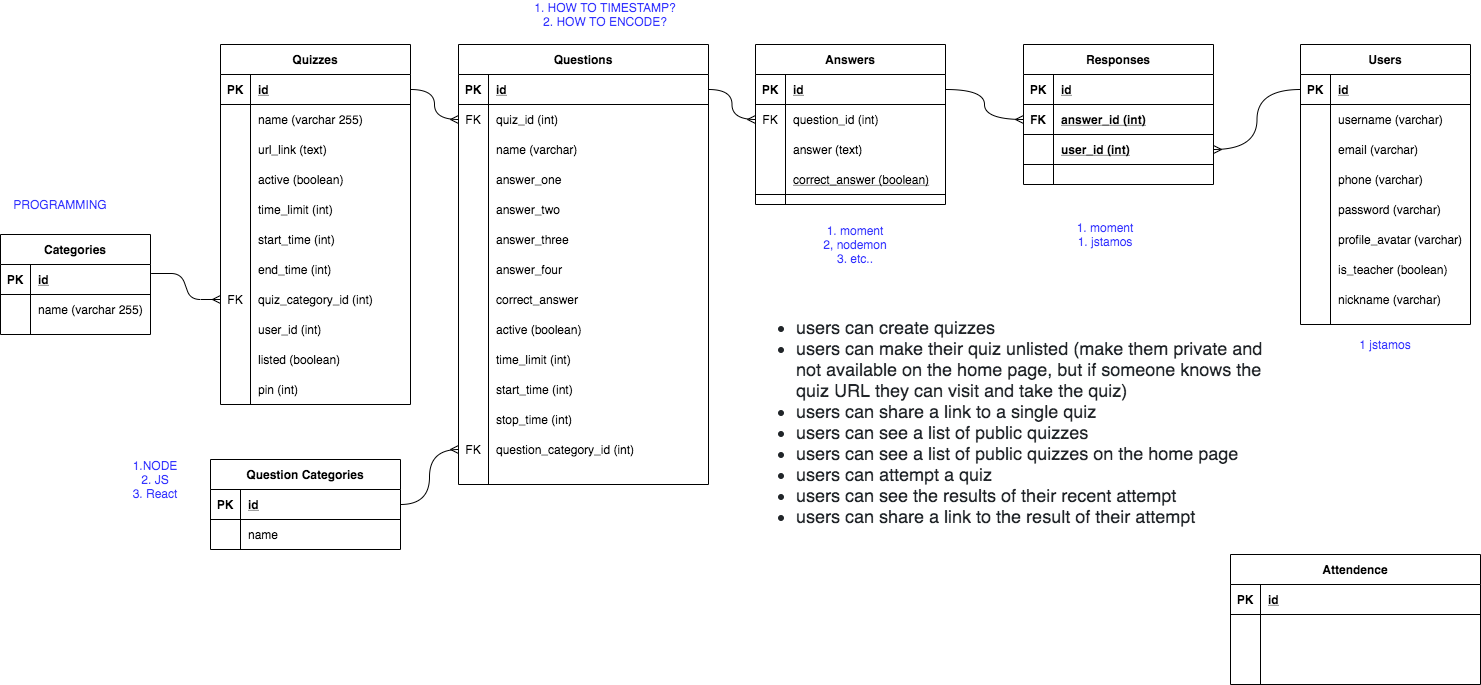 1. HOW TO TIMESTAMP?
2. HOW TO ENCODE?
Quizzes
PK id
name (varchar 255)
url_link (text)
active (boolean)
time_limit (int)
start_time (int)
end_time (int)
FK quiz_category_id (int)
user_id (int)
listed (boolean)
pin (int)
Questions
PK id
FK quiz_id (int)
name (varchar)
answer_one
answer_two
answer_three
answer_four
correct_answer
active (boolean)
time_limit (int)
start_time (int)
stop_time (int)
FK question_category_id (int)
Answers
PK id
FK question_id (int)
answer (text)
correct_answer (boolean)
1. moment
2, nodemon
3. etc..
Responses
PK id
FK answer_id (int)
user_id (int)
1. moment
1. jstamos
Users
PK id
username (varchar)
email (varchar)
phone (varchar)
password (varchar)
profile_avatar (varchar)
is_teacher (boolean)
nickname (varchar)
1 jstamos
PROGRAMMING
Categories
PK id
name (varchar 255)
1.NODE
2. JS
3. React
Question Categories
PK id
name
• users can create quizzes
• users can make their quiz unlisted (make them private and
not available on the home page, but if someone knows the
quiz URL they can visit and take the quiz)
• users can share a link to a single quiz
• users can see a list of public quizzes
• users can see a list of public quizzes on the home page
• users can attempt a quiz
• users can see the results of their recent attempt
• users can share a link to the result of their attempt
Attendence
PK id